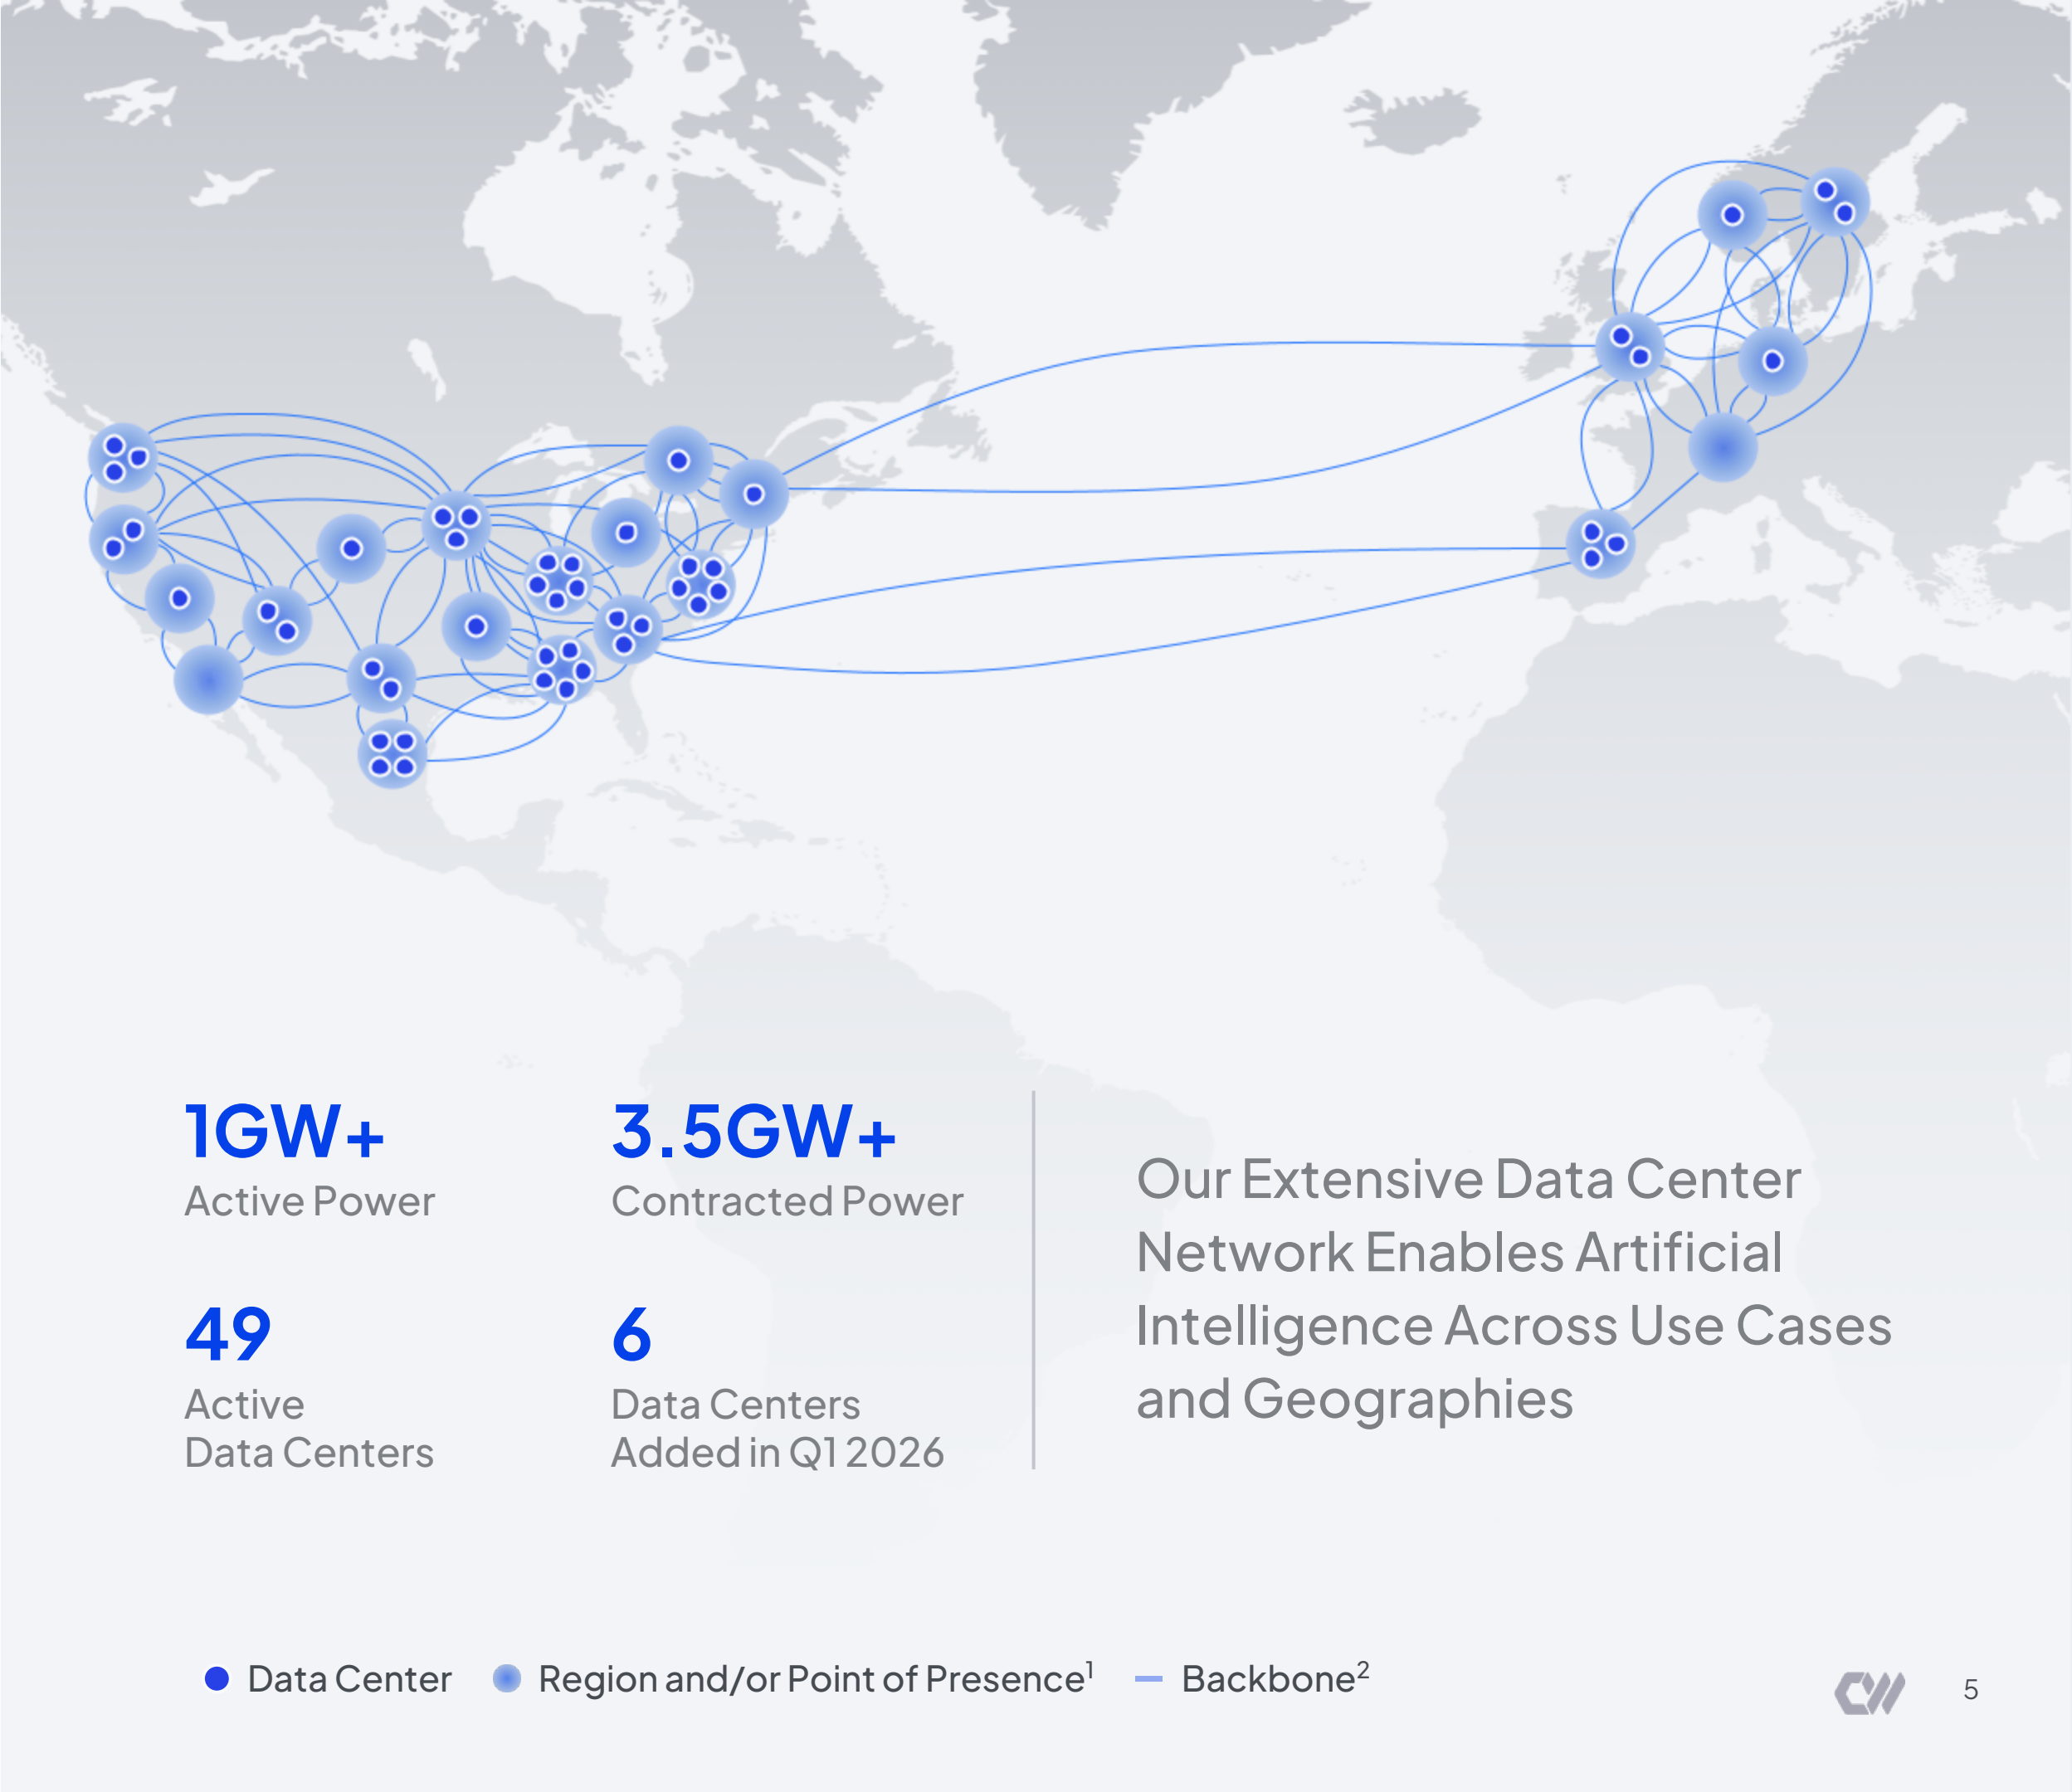 1GW+
Active Power
3.5GW+
Contracted Power
49
Active
Data Centers
6
Data Centers
Added in Q1 2026
Our Extensive Data Center
Network Enables Artificial
Intelligence Across Use Cases
and Geographies
Data Center
Region and/or Point of Presence¹
Backbone²
CW
5